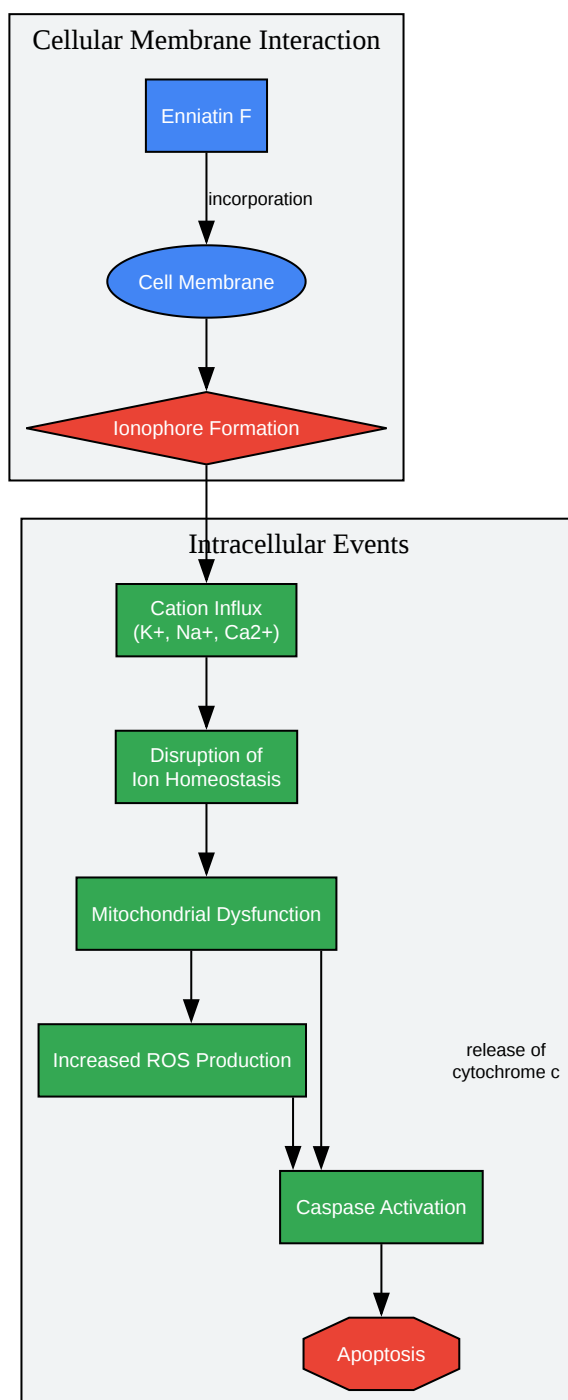 Cellular Membrane Interaction
Enniatin F
incorporation
Cell Membrane
Ionophore Formation
Intracellular Events
Cation Influx
(K+, Na+, Ca2+)
Disruption of
Ion Homeostasis
Mitochondrial Dysfunction
Increased ROS Production
release of
cytochrome c
Caspase Activation
Apoptosis